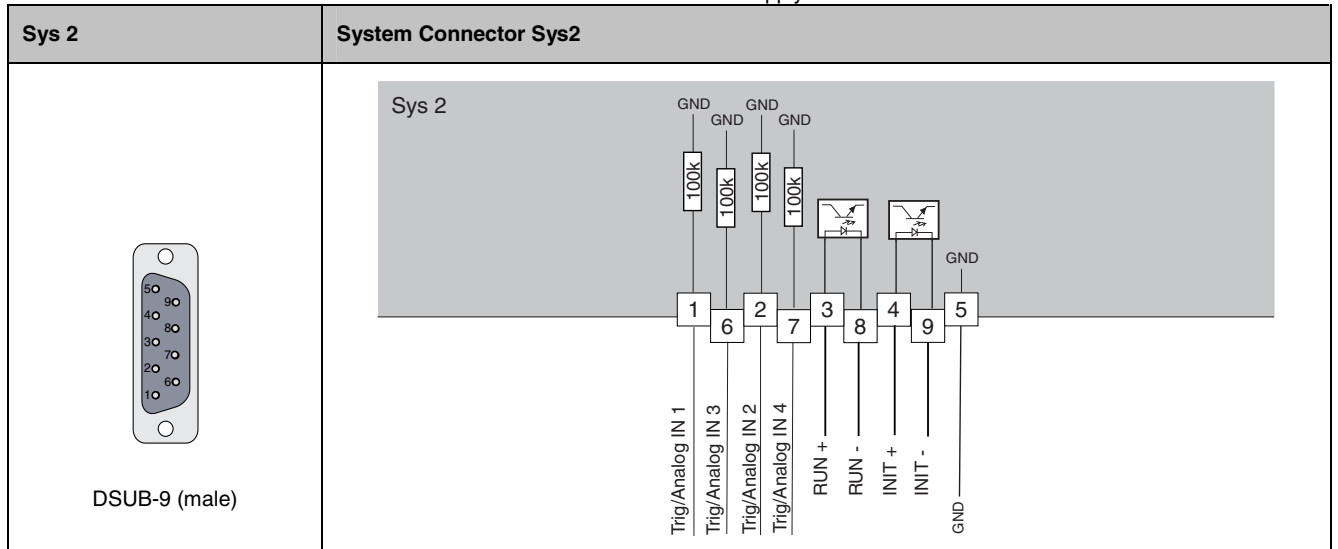 Sys 2
System Connector Sys2
Sys 2
GND
GND
GND
GND
100k
100k
100k
100k
GND
1
6
2
7
3
8
4
9
5
Trig/Analog IN 1
Trig/Analog IN 3
Trig/Analog IN 2
Trig/Analog IN 4
RUN +
RUN -
INIT +
INIT -
GND
5
9
4
8
3
7
2
6
1
DSUB-9 (male)